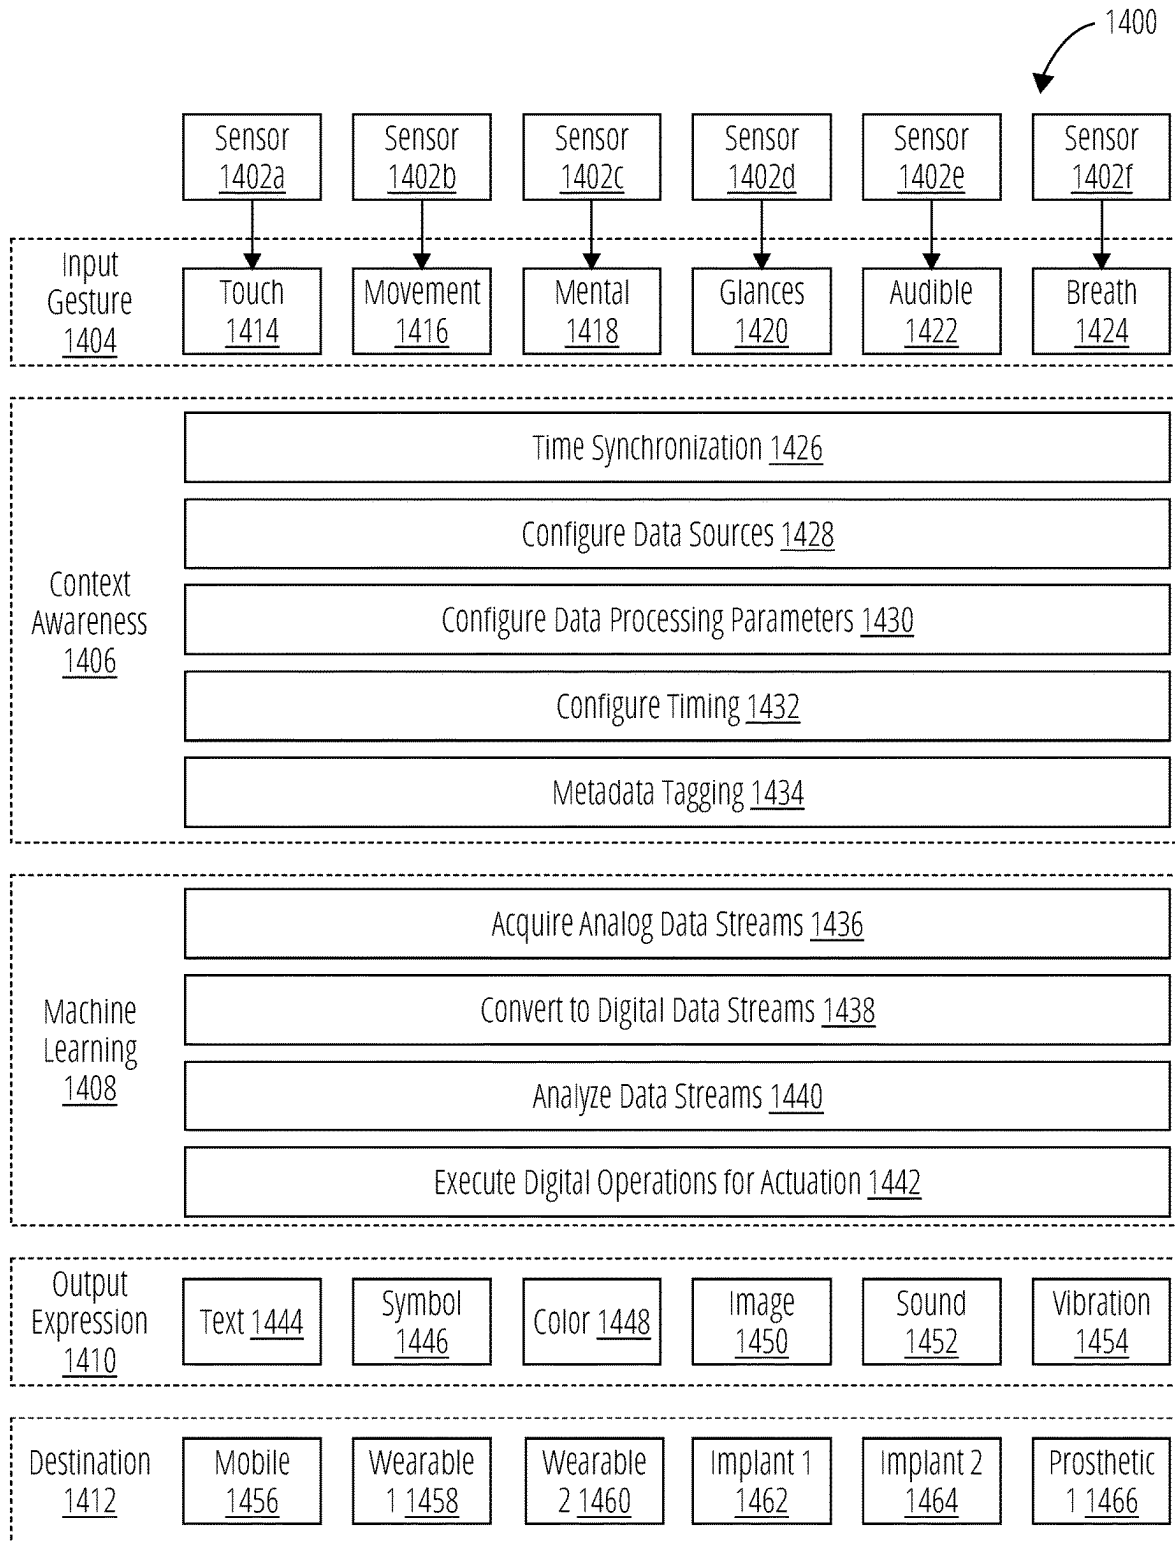 1400
Sensor
1402a
Sensor
1402b
Sensor
1402c
Sensor
1402d
Sensor
1402e
Sensor
1402f
Input
Gesture
1404
Touch
1414
Movement
1416
Mental
1418
Glances
1420
Audible
1422
Breath
1424
Context
Awareness
1406
Time Synchronization 1426
Configure Data Sources 1428
Configure Data Processing Parameters 1430
Configure Timing 1432
Metadata Tagging 1434
Machine
Learning
1408
Acquire Analog Data Streams 1436
Convert to Digital Data Streams 1438
Analyze Data Streams 1440
Execute Digital Operations for Actuation 1442
Output
Expression
1410
Text 1444
Symbol
1446
Color 1448
Image
1450
Sound
1452
Vibration
1454
Destination
1412
Mobile
1456
Wearable
1 1458
Wearable
2 1460
Implant 1
1462
Implant 2
1464
Prosthetic
1 1466